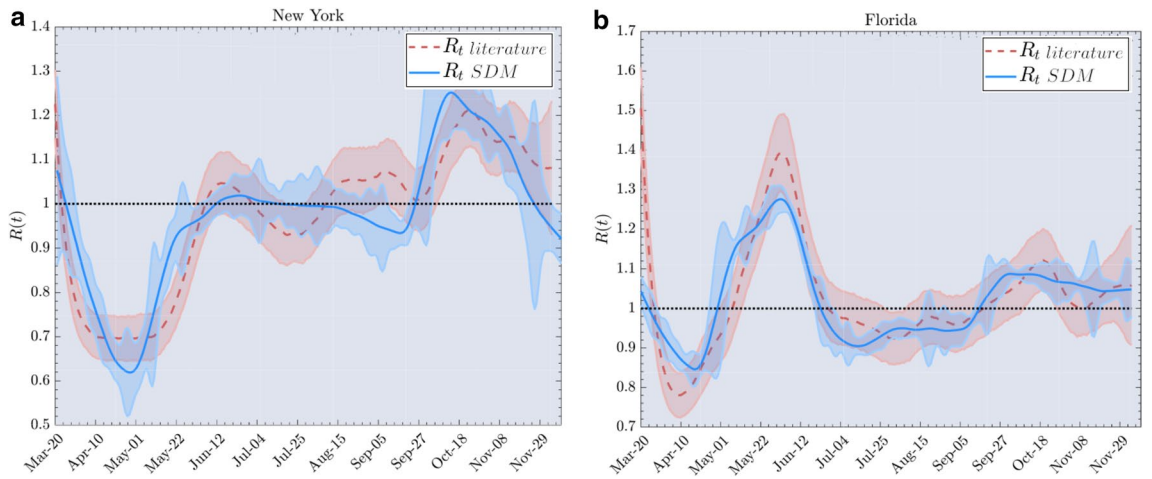 a
New York
R(t)
1.4
1.3
1.2
1.1
1
0.9
0.8
0.7
0.6
0.5
R_t literature
R_t SDM
Mar-20
Apr-10
May-01
May-22
Jun-12
Jul-04
Jul-25
Aug-15
Sep-05
Sep-27
Oct-18
Nov-08
Nov-29
b
Florida
R(t)
1.7
1.6
1.5
1.4
1.3
1.2
1.1
1
0.9
0.8
0.7
R_t literature
R_t SDM
Mar-20
Apr-10
May-01
May-22
Jun-12
Jul-04
Jul-25
Aug-15
Sep-05
Sep-27
Oct-18
Nov-08
Nov-29